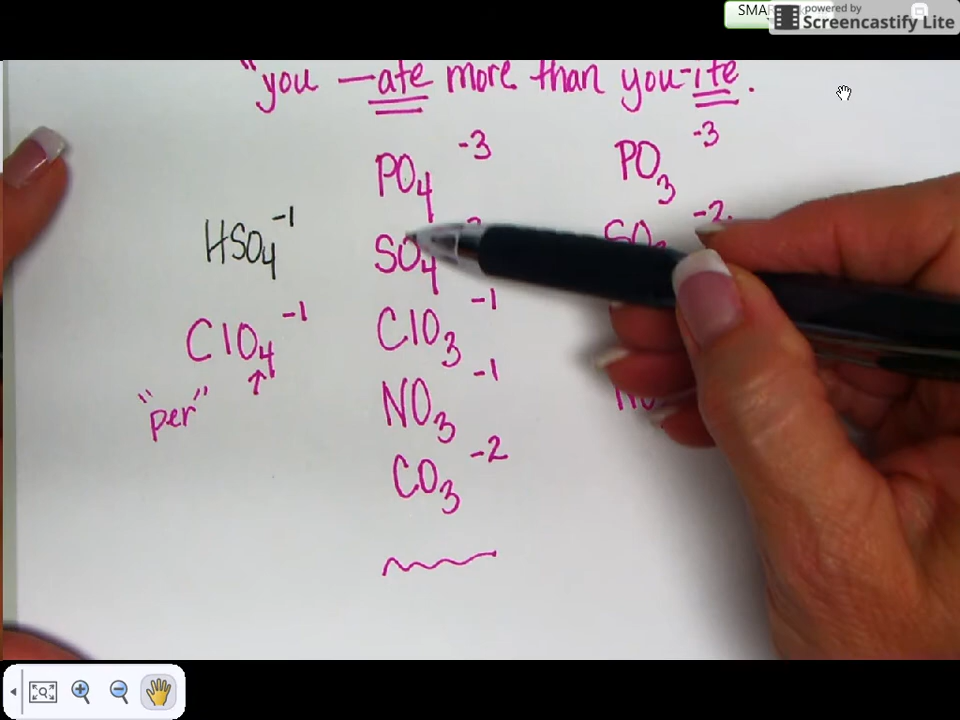 SMA
powered by
Screencastify Lite
"you —ate more than you-ite.
PO4 -3
PO3 -3
HSO4 -1
SO4
-2
ClO4 -1
ClO3 -1
"per"
NO3 -1
CO3 -2